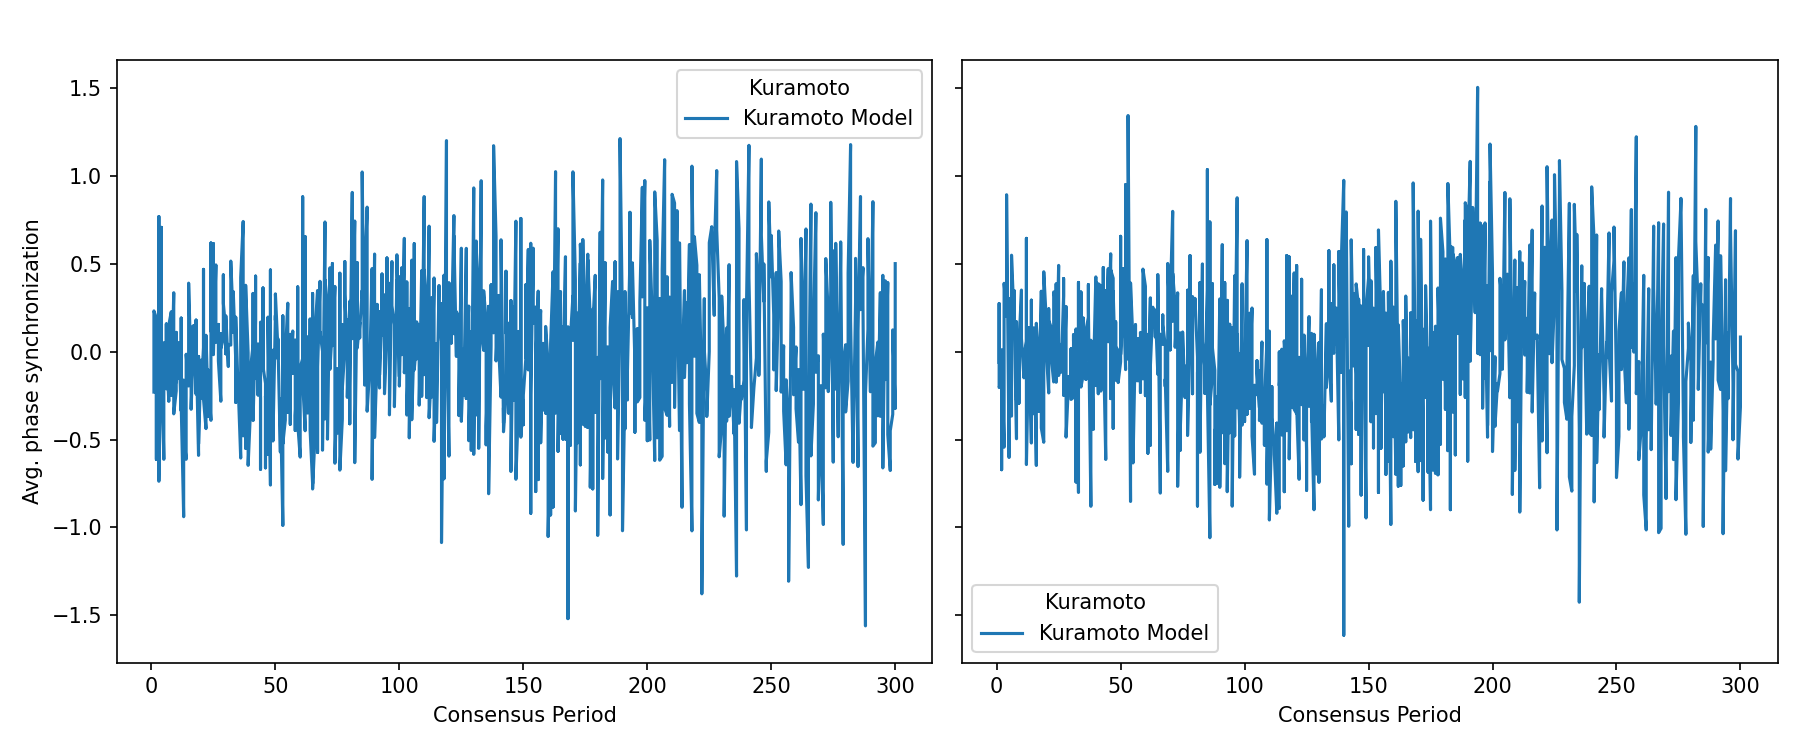 Avg. phase synchronization
1.5
1.0
0.5
0.0
−0.5
−1.0
−1.5
Kuramoto
Kuramoto Model
0 50 100 150 200 250 300
Consensus Period
Kuramoto
Kuramoto Model
0 50 100 150 200 250 300
Consensus Period